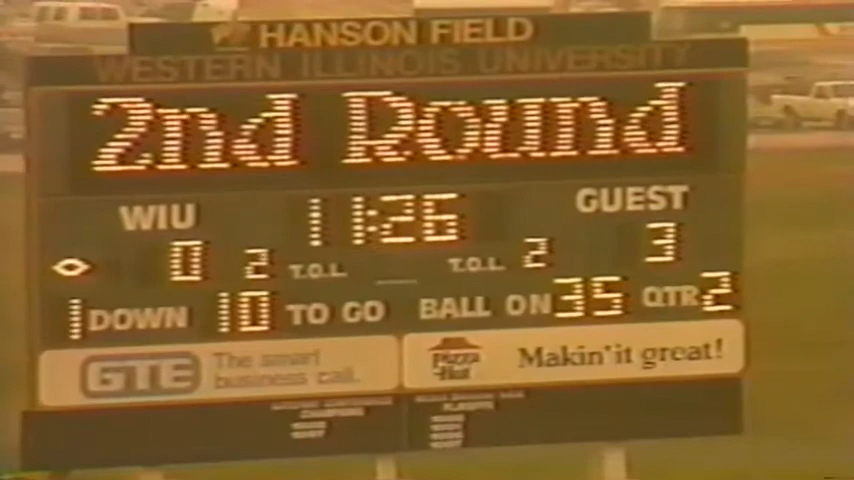 HANSON FIELD
WESTERN ILLINOIS UNIVERSITY
2nd Round
WIU 11:26 GUEST
0 2 T.O.L. T.O.L. 2 3
1 DOWN 10 TO GO BALL ON 35 QTR 2
GTE The smart business call.
Pizza Hut Makin' it great!